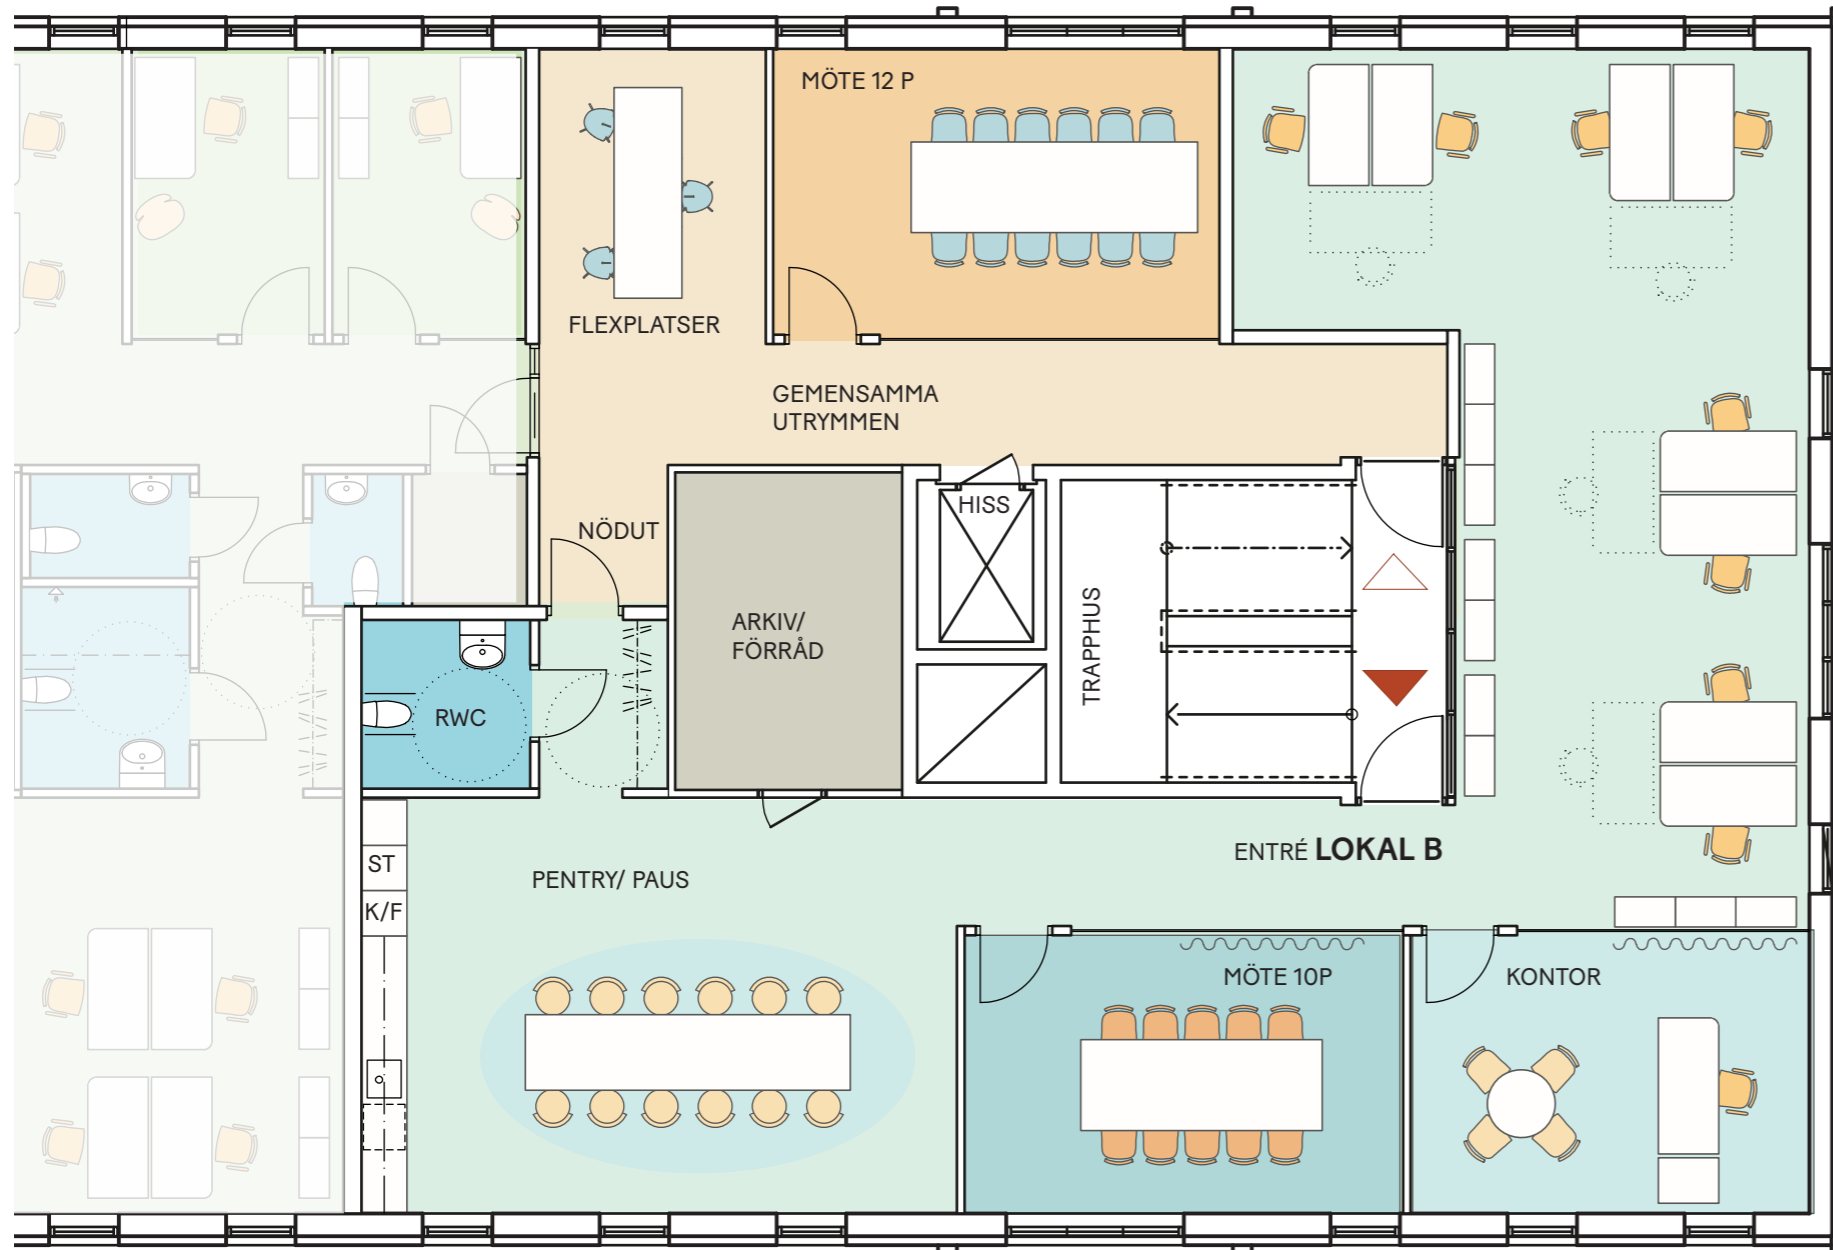 MÖTE 12 P
FLEXPLATSER
GEMENSAMMA
UTRYMMEN
NÖDUT
HISS
ARKIV/
FÖRRÅD
TRAPPHUS
RWC
ENTRÉ LOKAL B
ST
PENTRY/ PAUS
K/F
MÖTE 10P
KONTOR